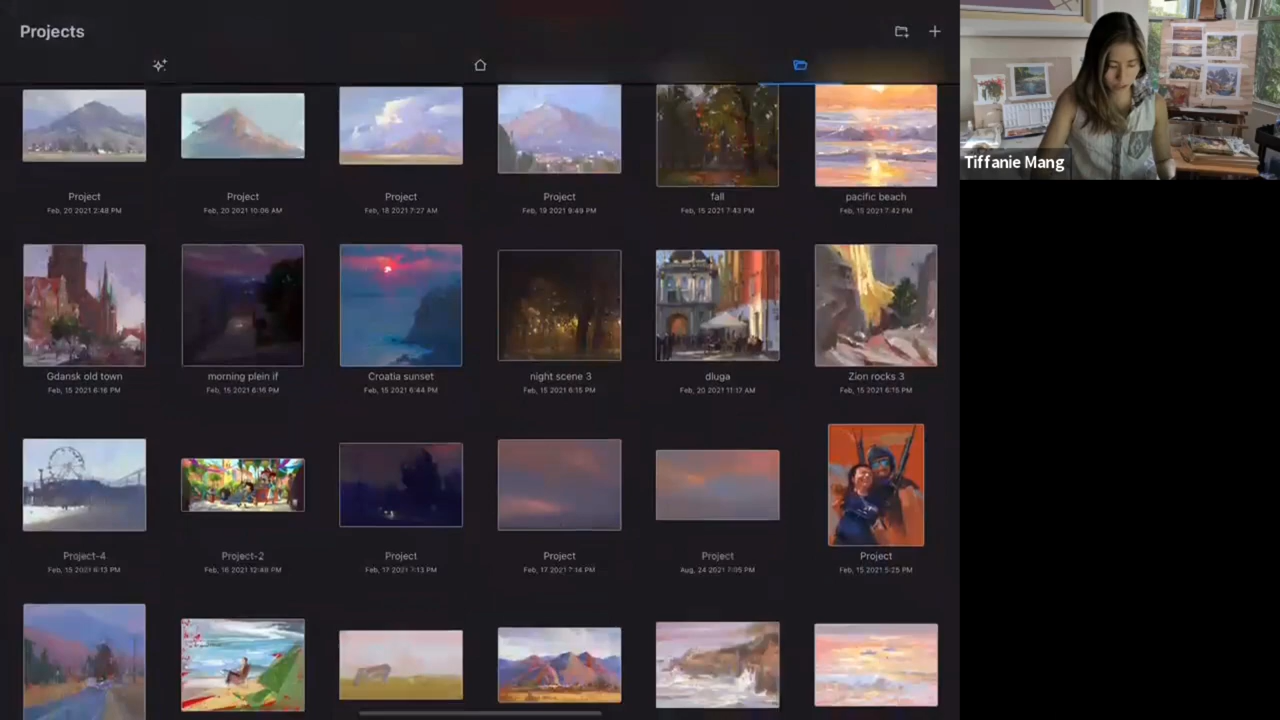 Projects
Tiffanie Mang
Project
Project
Project
Project
fall
pacific beach
Feb, 20 2021 2:48 PM
Feb, 20 2021 10:06 AM
Feb, 18 2021 7:27 AM
Feb, 19 2021 8:49 PM
Feb, 15 2021 7:43 PM
Feb, 15 2021 7:42 PM
Gdansk old town
morning plein if
Croatia sunset
night scene 3
dluga
Zion rocks 3
Feb, 15 2021 6:16 PM
Feb, 15 2021 6:16 PM
Feb, 15 2021 6:44 PM
Feb, 15 2021 6:15 PM
Feb, 20 2021 11:17 AM
Feb, 15 2021 6:15 PM
Project-4
Project-2
Project
Project
Project
Project
Feb, 15 2021 6:13 PM
Feb, 16 2021 12:48 PM
Feb, 17 2021 7:13 PM
Feb, 17 2021 7:14 PM
Aug, 24 2021 7:05 PM
Feb, 15 2021 5:25 PM